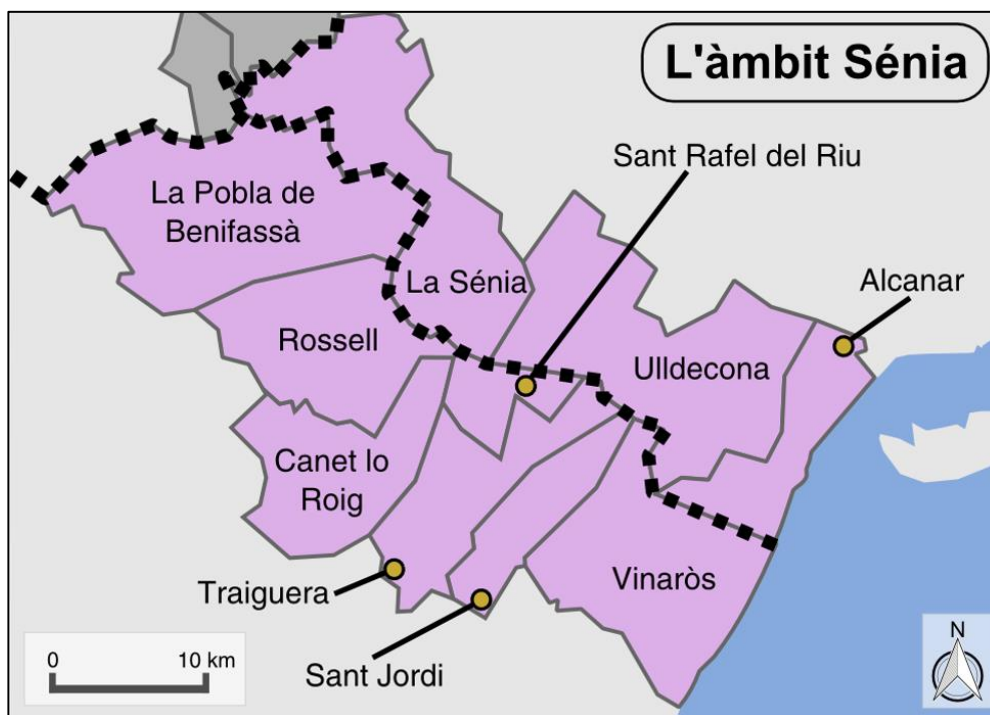 L'àmbit Sénia
Sant Rafel del Riu
La Pobla de
Benifassà
Alcanar
La Sénia
Rossell
Ulldecona
Canet lo
Roig
Traiguera
Vinaròs
Sant Jordi
0 10 km
N